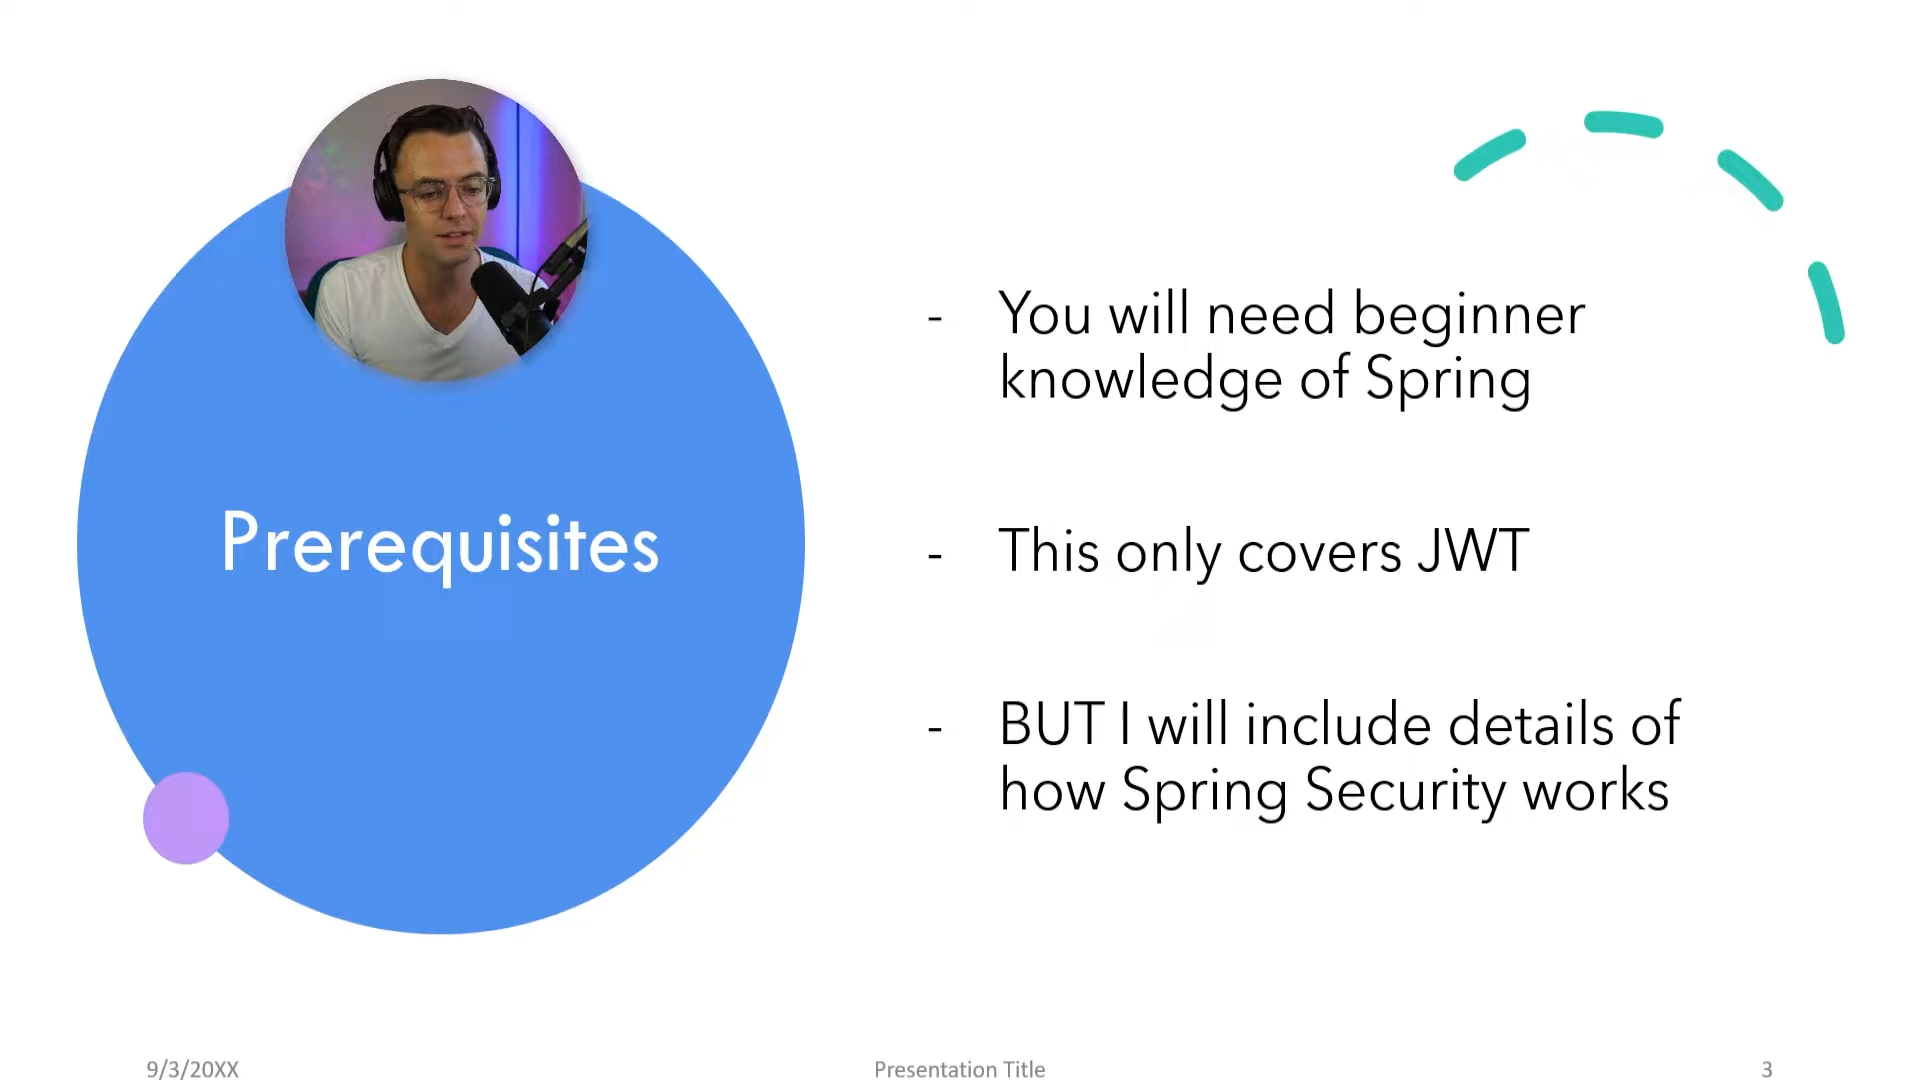 Prerequisites
- You will need beginner
knowledge of Spring
- This only covers JWT
- BUT I will include details of
how Spring Security works
9/3/20XX
Presentation Title
3